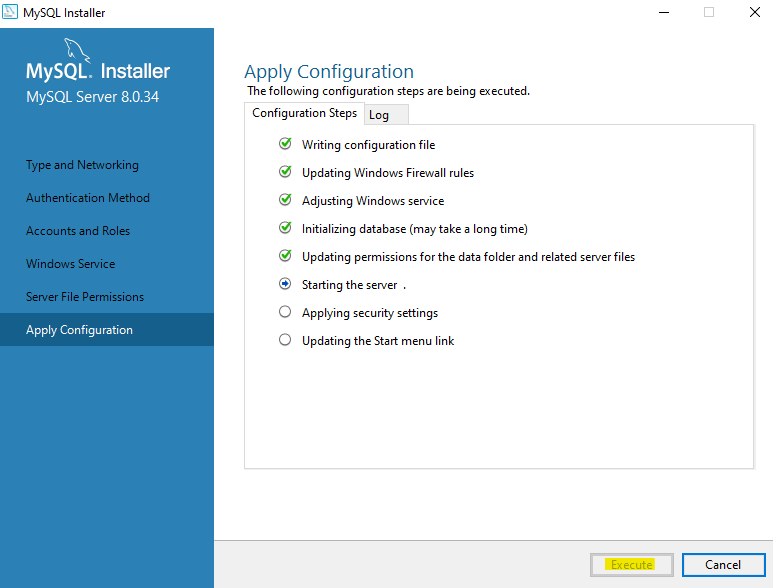 MySQL Installer
MySQL® Installer
MySQL Server 8.0.34
Type and Networking
Authentication Method
Accounts and Roles
Windows Service
Server File Permissions
Apply Configuration
Apply Configuration
The following configuration steps are being executed.
Configuration Steps Log
Writing configuration file
Updating Windows Firewall rules
Adjusting Windows service
Initializing database (may take a long time)
Updating permissions for the data folder and related server files
Starting the server .
Applying security settings
Updating the Start menu link
Execute Cancel